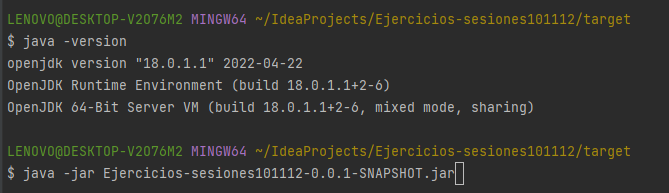 LENOVO@DESKTOP-V2O76M2 MINGW64 ~/IdeaProjects/Ejercicios-sesiones101112/target
$ java -version
openjdk version "18.0.1.1" 2022-04-22
OpenJDK Runtime Environment (build 18.0.1.1+2-6)
OpenJDK 64-Bit Server VM (build 18.0.1.1+2-6, mixed mode, sharing)
LENOVO@DESKTOP-V2O76M2 MINGW64 ~/IdeaProjects/Ejercicios-sesiones101112/target
$ java -jar Ejercicios-sesiones101112-0.0.1-SNAPSHOT.jar